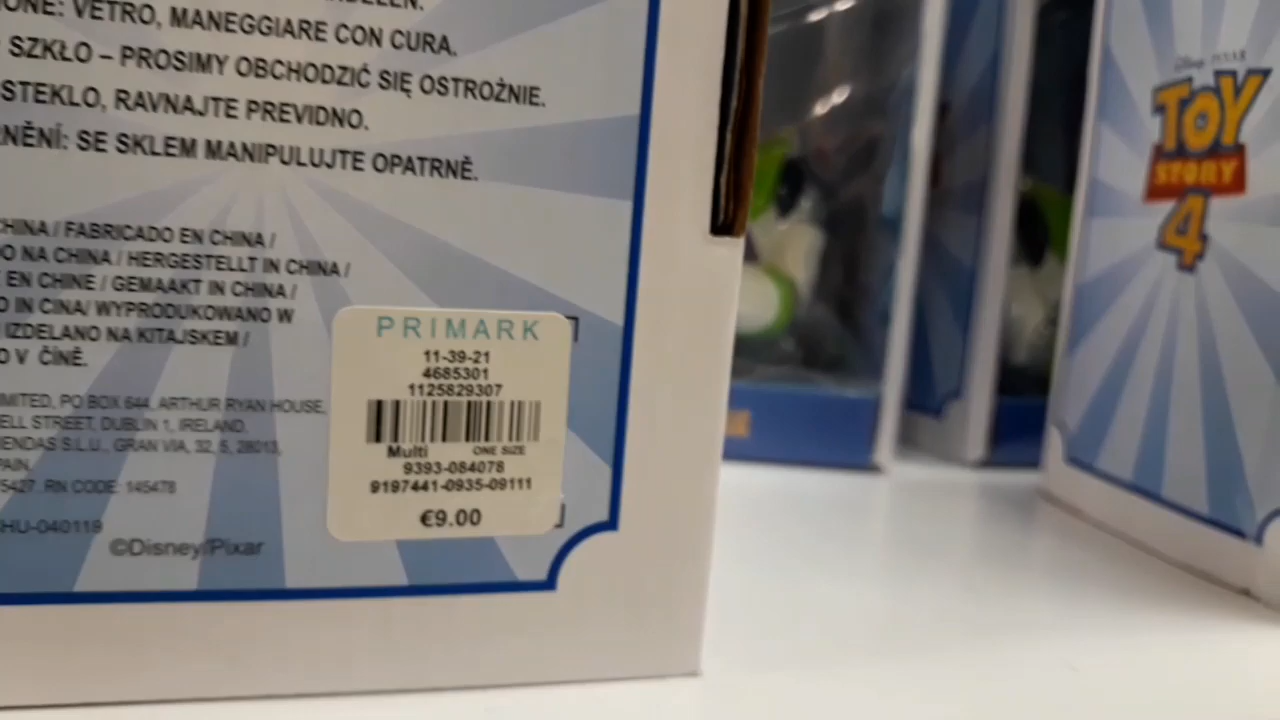 ONE: VETRO, MANEGGIARE CON CURA.
SZKŁO – PROSIMY OBCHODZIĆ SIĘ OSTROŻNIE.
STEKLO, RAVNAJTE PREVIDNO.
RNĚNÍ: SE SKLEM MANIPULUJTE OPATRNĚ.
CHINA / FABRICADO EN CHINA /
O NA CHINA / HERGESTELLT IN CHINA /
EN CHINE / GEMAAKT IN CHINA /
O IN CINA/ WYPRODUKOWANO W
IZDELANO NA KITAJSKEM /
O V ČÍNĚ.
IMITED, PO BOX 644, ARTHUR RYAN HOUSE,
ELL STREET, DUBLIN 1, IRELAND.
IENDAS S.L.U., GRAN VIA, 32, 5, 28013,
PAIN.
5427. RN CODE: 145478
HU-040119
©Disney/Pixar
PRIMARK
11-39-21
4685301
1125829307
Multi ONE SIZE
9393-084078
9197441-0935-09111
€9.00
Disney PIXAR
TOY
STORY
4